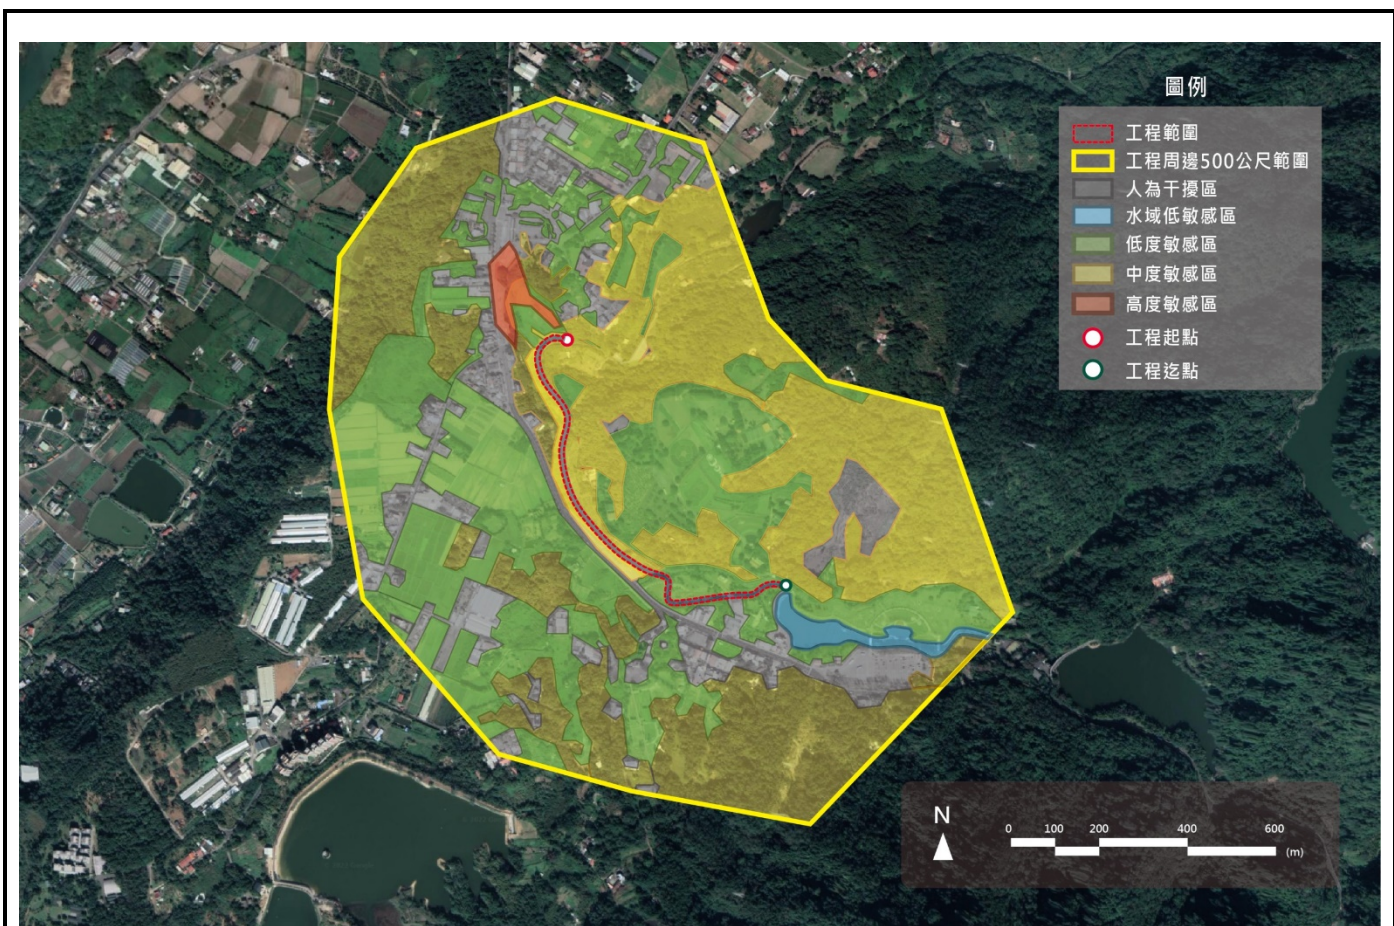 圖例
工程範圍
工程周邊500公尺範圍
人為干擾區
水域低敏感區
低度敏感區
中度敏感區
高度敏感區
工程起點
工程迄點
N
0 100 200 400 600
(m)